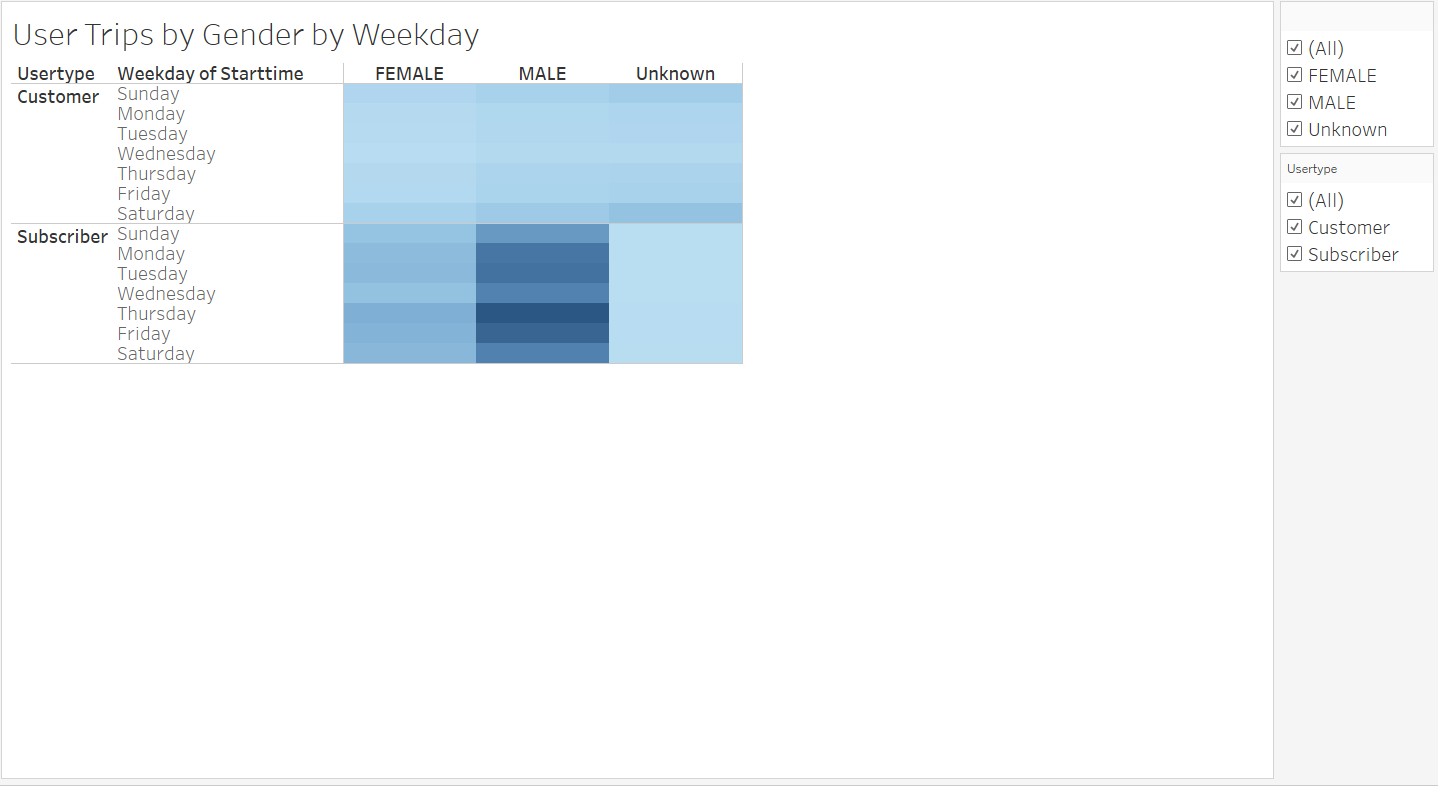 User Trips by Gender by Weekday
Usertype Weekday of Starttime FEMALE MALE Unknown
Customer Sunday
Monday
Tuesday
Wednesday
Thursday
Friday
Saturday
Subscriber Sunday
Monday
Tuesday
Wednesday
Thursday
Friday
Saturday
(All)
FEMALE
MALE
Unknown
Usertype
(All)
Customer
Subscriber